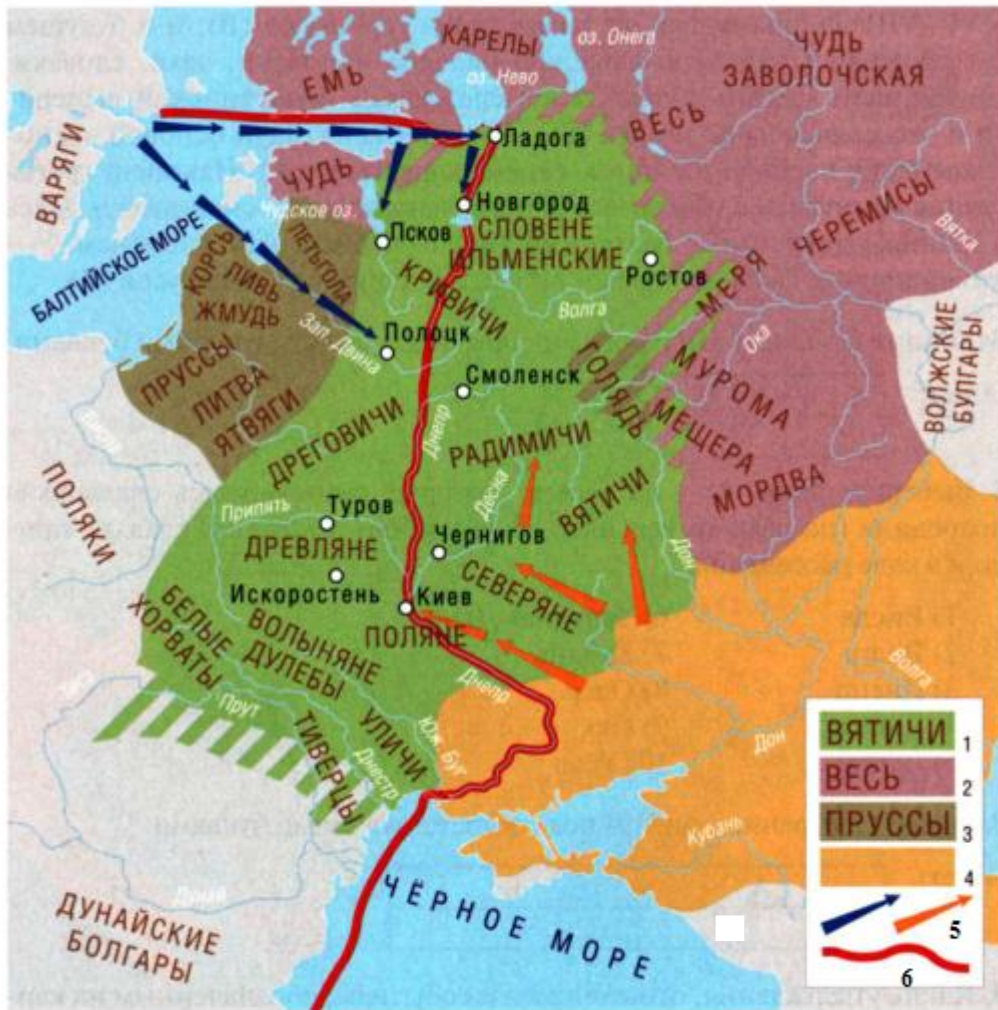 КАРЕЛЫ
оз. Онега
ЧУДЬ
ЗАВОЛОЧСКАЯ
оз. Нево
ЕМЬ
ВЕСЬ
Ладога
ВАРЯГИ
ЧУДЬ
Чудское оз.
Новгород
СЛОВЕНЕ
ИЛЬМЕНСКИЕ
Псков
ЧЕРЕМИСЫ
Вятка
Ростов
БАЛТИЙСКОЕ МОРЕ
КОРСЬ
ЛЕТЬГОЛА
ЛИВЬ
ЖМУДЬ
КРИВИЧИ
Волга
МЕРЯ
Зап. Двина
Полоцк
Ока
ВОЛЖСКИЕ
БУЛГАРЫ
ПРУССЫ
ЛИТВА
ЯТВЯГИ
Смоленск
ГОЛЯДЬ
МУРОМА
МЕЩЕРА
МОРДВА
Висла
ДРЕГОВИЧИ
Днепр
РАДИМИЧИ
Десна
ВЯТИЧИ
ПОЛЯКИ
Припять
Туров
ДРЕВЛЯНЕ
Чернигов
Дон
Искоростень
Киев
СЕВЕРЯНЕ
ПОЛЯНЕ
БЕЛЫЕ
ХОРВАТЫ
ВОЛЫНЯНЕ
ДУЛЕБЫ
Днепр
Волга
Прут
УЛИЧИ
ТИВЕРЦЫ
Юж. Буг
Днестр
Дон
Кубань
Дунай
ДУНАЙСКИЕ
БОЛГАРЫ
ЧЁРНОЕ МОРЕ
ВЯТИЧИ 1
ВЕСЬ 2
ПРУССЫ 3
4
5
6